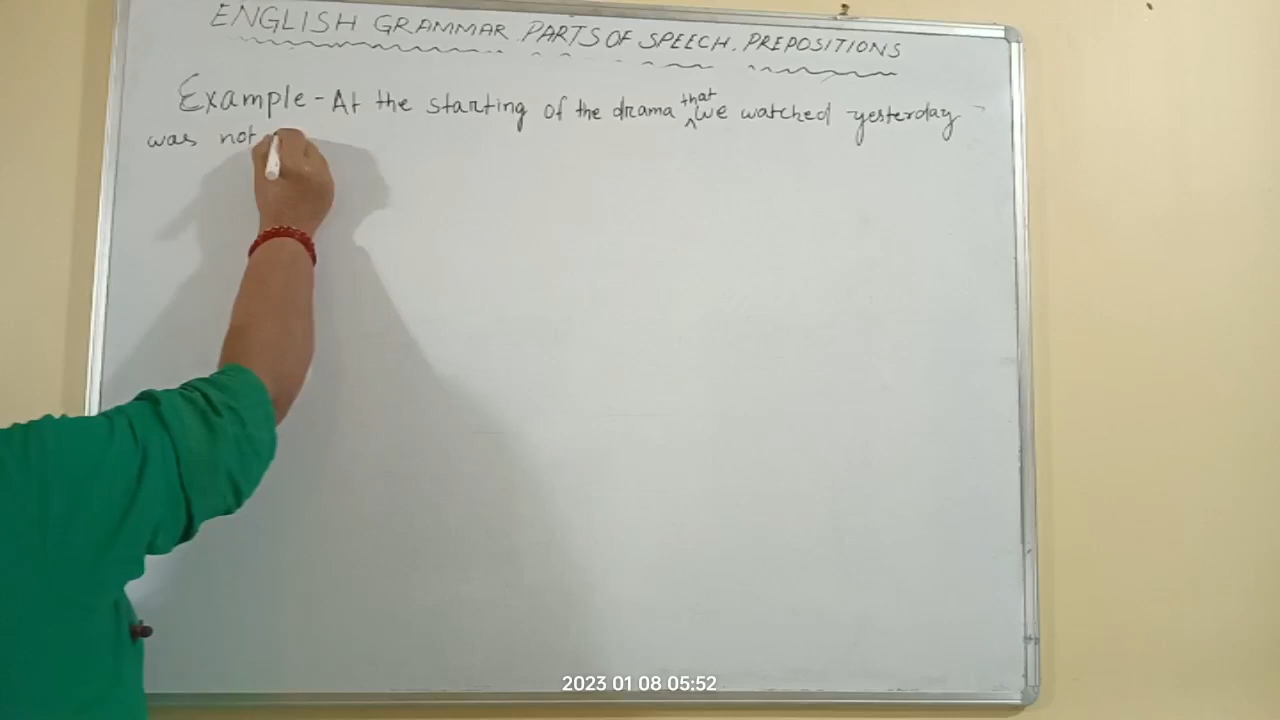 ENGLISH GRAMMAR PARTS OF SPEECH. PREPOSITIONS
Example - At the starting of the drama that we watched yesterday
was not
2023 01 08 05:52